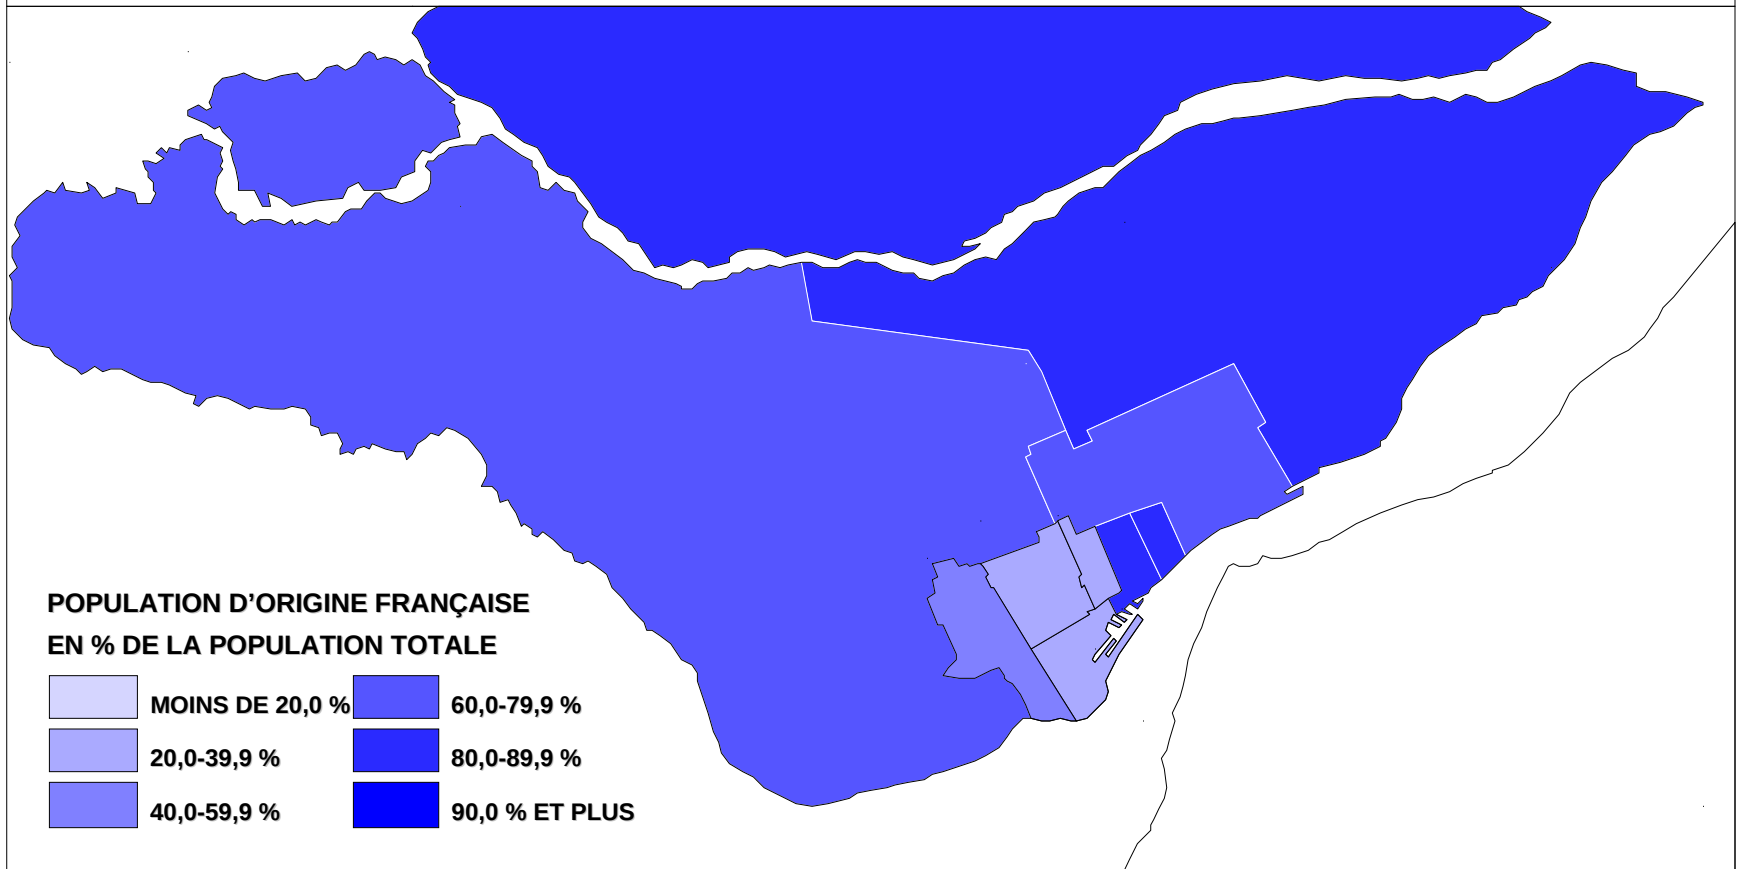 POPULATION D’ORIGINE FRANÇAISE
EN % DE LA POPULATION TOTALE
MOINS DE 20,0 %
20,0-39,9 %
40,0-59,9 %
60,0-79,9 %
80,0-89,9 %
90,0 % ET PLUS